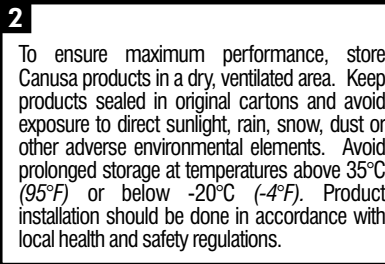 2
To ensure maximum performance, store
Canusa products in a dry, ventilated area. Keep
products sealed in original cartons and avoid
exposure to direct sunlight, rain, snow, dust or
other adverse environmental elements. Avoid
prolonged storage at temperatures above 35°C
(95°F) or below -20°C (-4°F). Product
installation should be done in accordance with
local health and safety regulations.